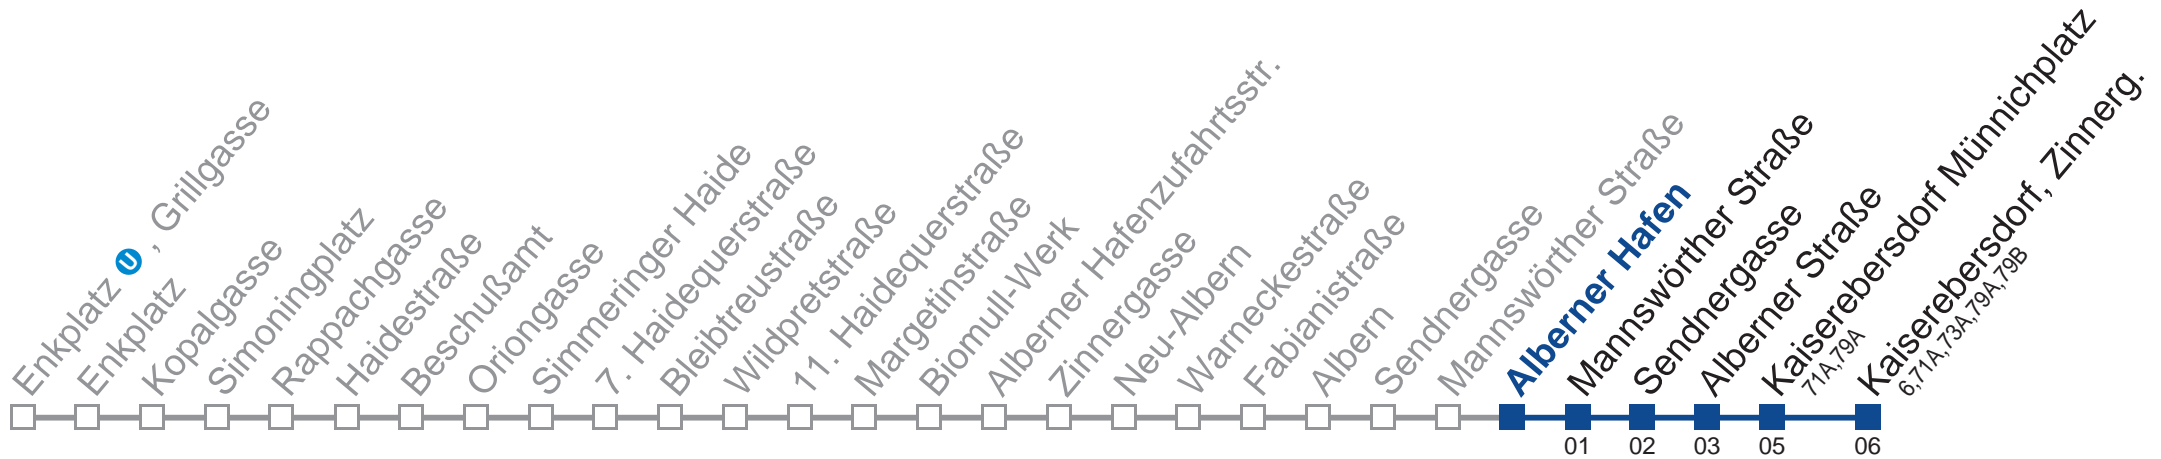 Enkplatz U , Grillgasse
Enkplatz
Kopalgasse
Simoningplatz
Rappachgasse
Haidestraße
Beschußamt
Oriongasse
Simmeringer Haide
7. Haidequerstraße
Bleibtreustraße
Wildpretstraße
11. Haidequerstraße
Margetinstraße
Biomull-Werk
Alberner Hafenzufahrtsstr.
Zinnergasse
Neu-Albern
Warneckestraße
Fabianistraße
Albern
Sendnergasse
Mannswörther Straße
Alberner Hafen
Mannswörther Straße
01
Sendnergasse
02
Alberner Straße
03
Kaiserebersdorf Münnichplatz
71A,79A
05
Kaiserebersdorf, Zinnerg.
6,71A,73A,79A,79B
06